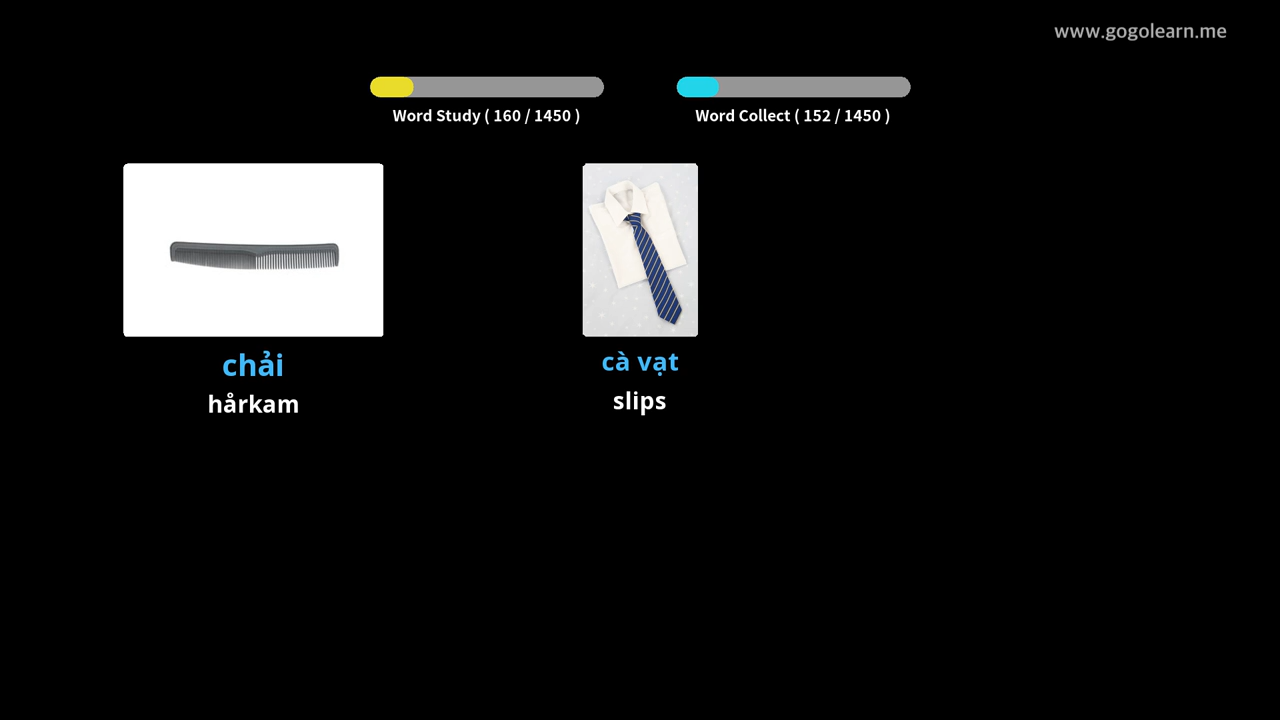 www.gogolearn.me
Word Study ( 160 / 1450 )
Word Collect ( 152 / 1450 )
chải
hårkam
cà vạt
slips